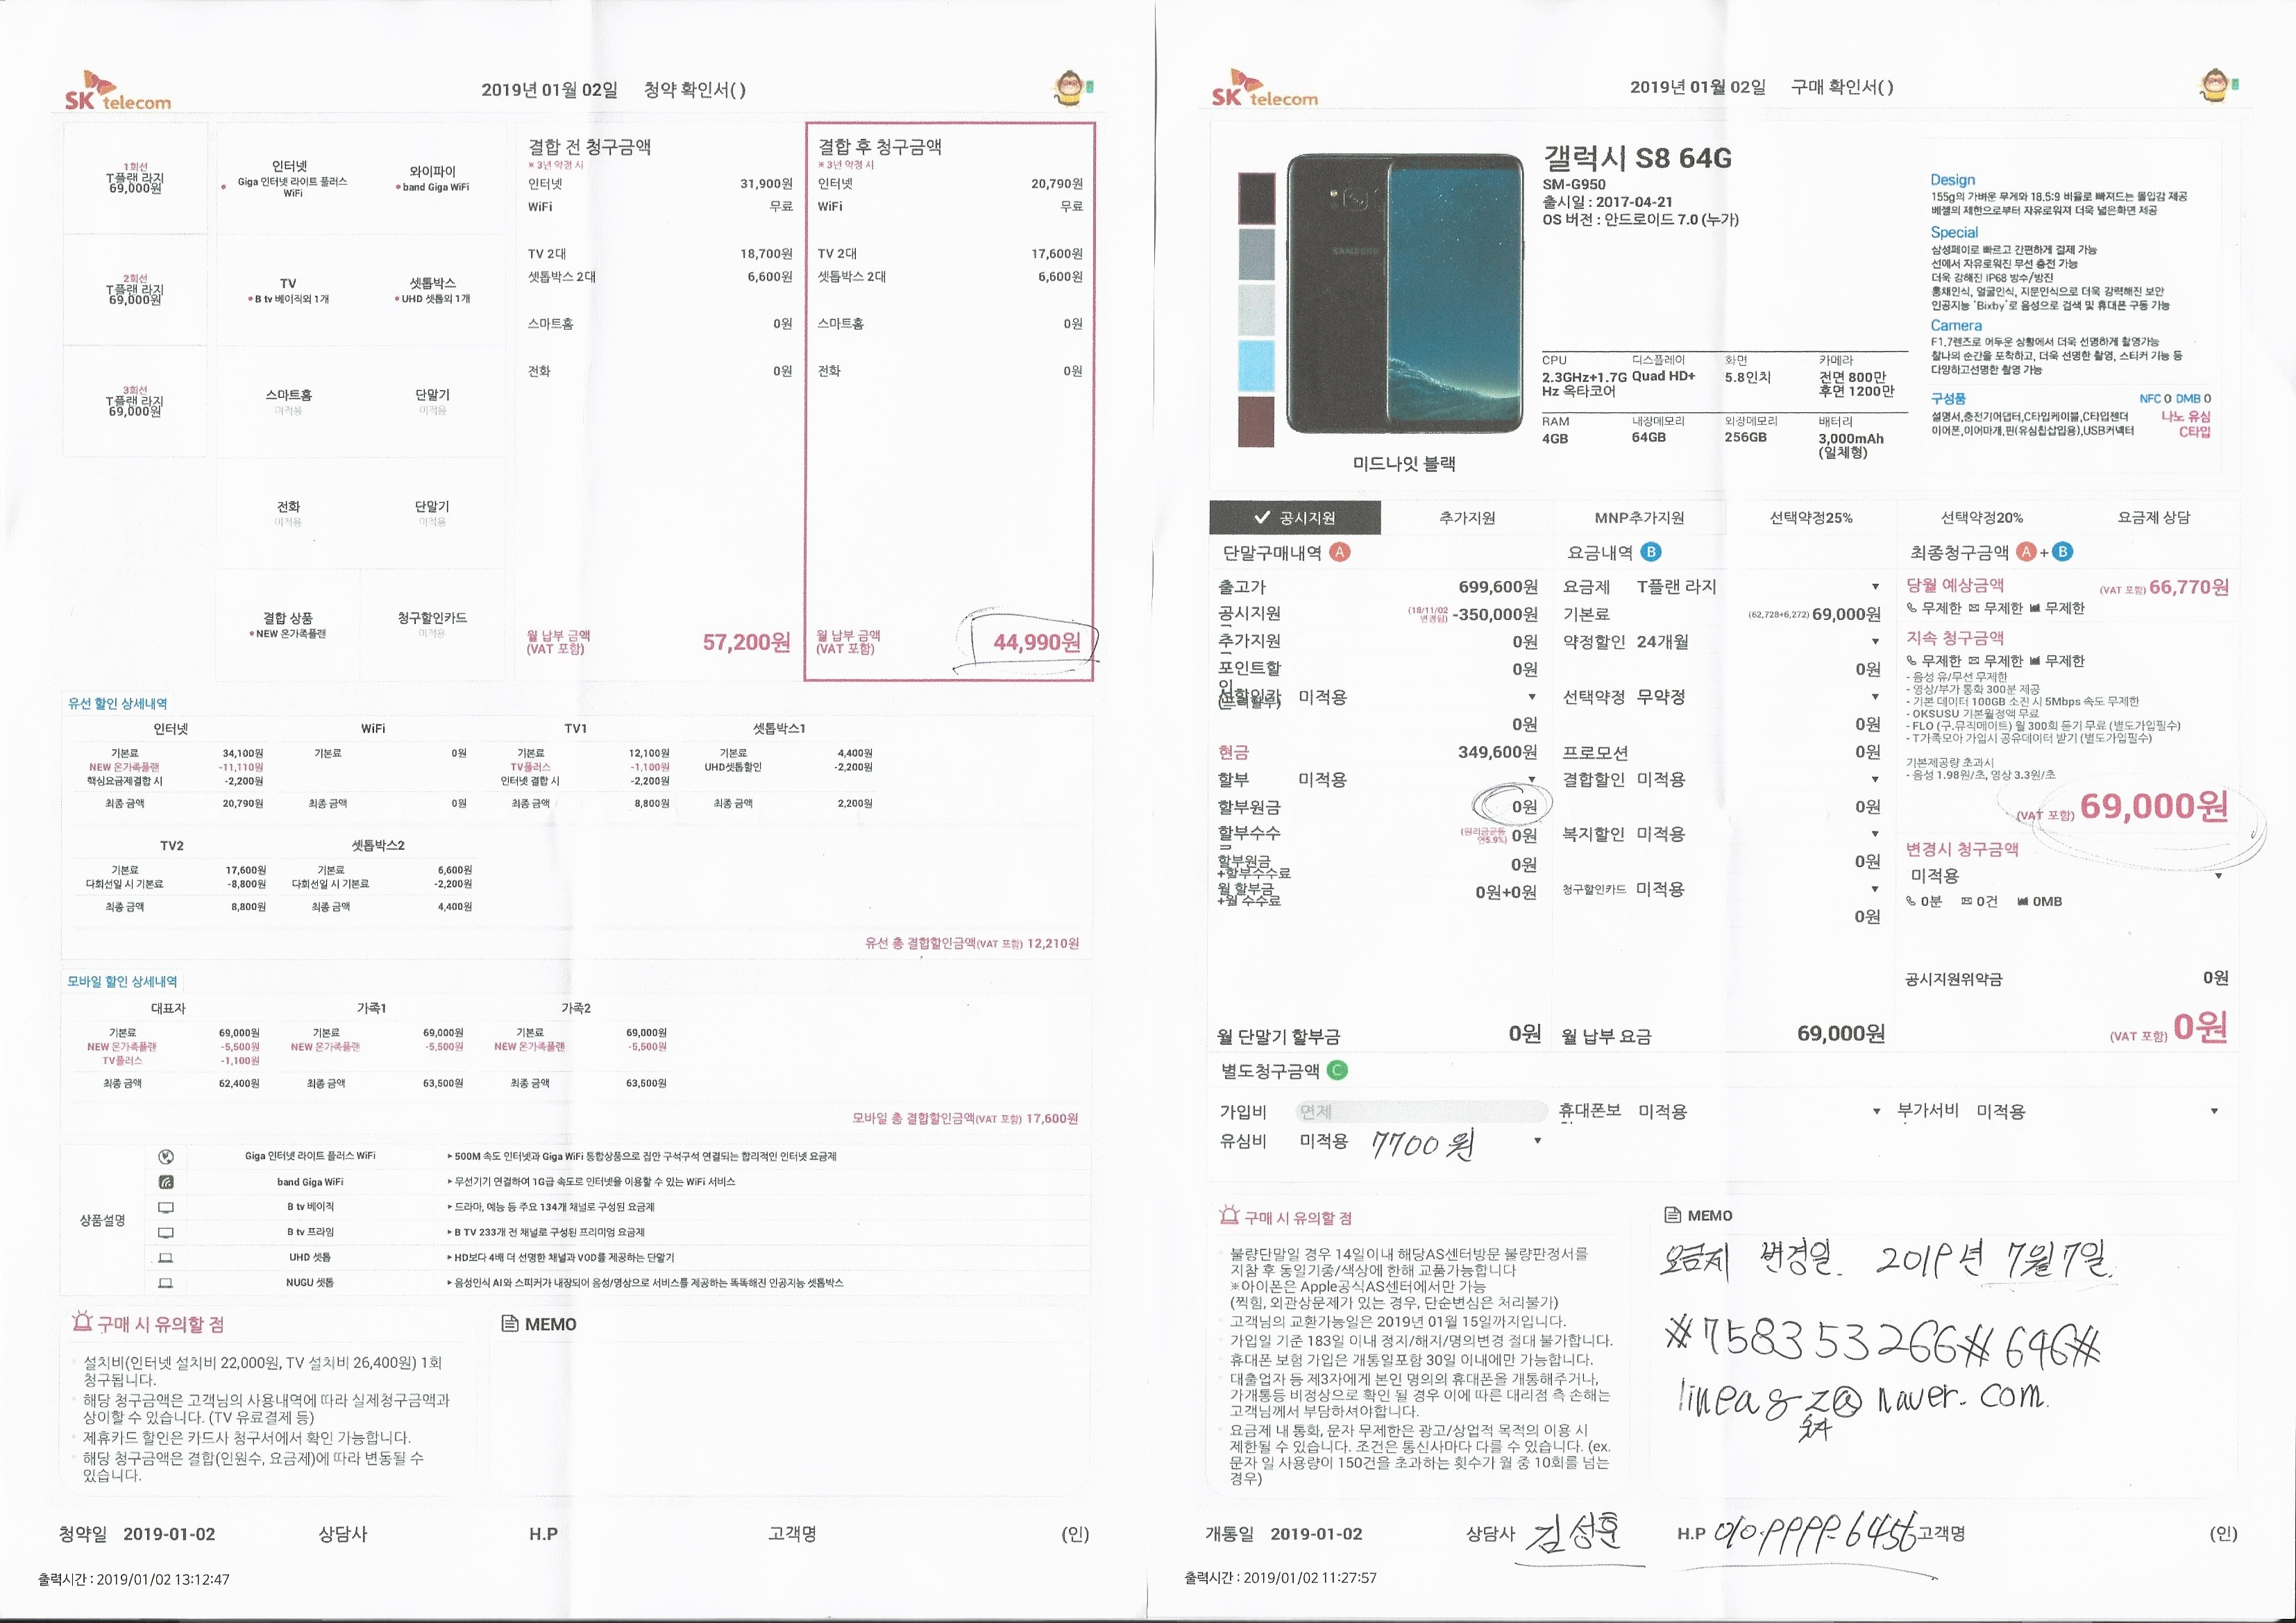 SK telecom
2019년 01월 02일 청약 확인서()
1회선
T플랜 라지
69,000원
2회선
T플랜 라지
69,000원
3회선
T플랜 라지
69,000원
인터넷
Giga 인터넷 라이트 플러스
WiFi
와이파이
band Giga WiFi
TV
B tv 베이직외 1개
셋톱박스
UHD 셋톱외 1개
스마트홈
미적용
단말기
미적용
전화
미적용
단말기
미적용
결합 상품
NEW 온가족플랜
청구할인카드
미적용
결합 전 청구금액
* 3년 약정 시
인터넷 31,900원
WiFi 무료
TV 2대 18,700원
셋톱박스 2대 6,600원
스마트홈 0원
전화 0원
월 납부 금액
(VAT 포함)
57,200원
결합 후 청구금액
* 3년 약정 시
인터넷 20,790원
WiFi 무료
TV 2대 17,600원
셋톱박스 2대 6,600원
스마트홈 0원
전화 0원
월 납부 금액
(VAT 포함)
44,990원
유선 할인 상세내역
인터넷 WiFi TV1 셋톱박스1
기본료 34,100원 기본료 0원 기본료 12,100원 기본료 4,400원
NEW 온가족플랜 -11,110원 TV플러스 -1,100원 UHD셋톱할인 -2,200원
핵심요금제결합 시 -2,200원 인터넷 결합 시 -2,200원
최종 금액 20,790원 최종 금액 0원 최종 금액 8,800원 최종 금액 2,200원
TV2 셋톱박스2
기본료 17,600원 기본료 6,600원
다회선일 시 기본료 -8,800원 다회선일 시 기본료 -2,200원
최종 금액 8,800원 최종 금액 4,400원
유선 총 결합할인금액(VAT 포함) 12,210원
모바일 할인 상세내역
대표자 가족1 가족2
기본료 69,000원 기본료 69,000원 기본료 69,000원
NEW 온가족플랜 -5,500원 NEW 온가족플랜 -5,500원 NEW 온가족플랜 -5,500원
TV플러스 -1,100원
최종 금액 62,400원 최종 금액 63,500원 최종 금액 63,500원
모바일 총 결합할인금액(VAT 포함) 17,600원
상품설명
Giga 인터넷 라이트 플러스 WiFi ▸ 500M 속도 인터넷과 Giga WiFi 통합상품으로 집안 구석구석 연결되는 합리적인 인터넷 요금제
band Giga WiFi ▸ 무선기기 연결하여 1G급 속도로 인터넷을 이용할 수 있는 WiFi 서비스
B tv 베이직 ▸ 드라마, 예능 등 주요 134개 채널로 구성된 요금제
B tv 프라임 ▸ B TV 233개 전 채널로 구성된 프리미엄 요금제
UHD 셋톱 ▸ HD보다 4배 더 선명한 채널과 VOD를 제공하는 단말기
NUGU 셋톱 ▸ 음성인식 AI와 스피커가 내장되어 음성/영상으로 서비스를 제공하는 똑똑해진 인공지능 셋톱박스
구매 시 유의할 점
설치비(인터넷 설치비 22,000원, TV 설치비 26,400원) 1회
청구됩니다.
해당 청구금액은 고객님의 사용내역에 따라 실제청구금액과
상이할 수 있습니다. (TV 유료결제 등)
제휴카드 할인은 카드사 청구서에서 확인 가능합니다.
해당 청구금액은 결합(인원수, 요금제)에 따라 변동될 수
있습니다.
MEMO
청약일 2019-01-02 상담사 H.P 고객명 (인)
출력시간 : 2019/01/02 13:12:47
SK telecom
2019년 01월 02일 구매 확인서()
SAMSUNG
미드나잇 블랙
갤럭시 S8 64G
SM-G950
출시일 : 2017-04-21
OS 버전 : 안드로이드 7.0 (누가)
CPU 디스플레이 화면 카메라
2.3GHz+1.7G Quad HD+ 5.8인치 전면 800만
Hz 옥타코어 후면 1200만
RAM 내장메모리 외장메모리 배터리
4GB 64GB 256GB 3,000mAh
(일체형)
Design
155g의 가벼운 무게와 18.5:9 비율로 빠져드는 몰입감 제공
베젤의 제한으로부터 자유로워져 더욱 넓은화면 제공
Special
삼성페이로 빠르고 간편하게 결제 가능
선에서 자유로워진 무선 충전 가능
더욱 강해진 IP68 방수/방진
홍채인식, 얼굴인식, 지문인식으로 더욱 강력해진 보안
인공지능 'Bixby'로 음성으로 검색 및 휴대폰 구동 가능
Camera
F1.7렌즈로 어두운 상황에서 더욱 선명하게 촬영가능
찰나의 순간을 포착하고, 더욱 선명한 촬영, 스티커 기능 등
다양하고선명한 촬영 가능
구성품 NFC O DMB O
설명서,충전기어댑터,C타입케이블,C타입젠더 나노 유심
이어폰,이어마개,핀(유심칩삽입용),USB커넥터 C타입
공시지원 추가지원 MNP추가지원 선택약정25% 선택약정20% 요금제 상담
단말구매내역 A
출고가 699,600원
공시지원 (18/11/02 변경됨) -350,000원
추가지원 0원
포인트할인 0원
미적용
0원
현금 349,600원
할부 미적용
할부원금 0원
할부수수료 (원리금균등 연5.9%) 0원
할부원금
+할부수수료 0원
월 할부금
+월 수수료 0원+0원
월 단말기 할부금 0원
요금내역 B
요금제 T플랜 라지
기본료 (62,728+6,272) 69,000원
약정할인 24개월
0원
선택약정 무약정
0원
프로모션 0원
결합할인 미적용
0원
복지할인 미적용
0원
청구할인카드 미적용
0원
월 납부 요금 69,000원
최종청구금액 A + B
당월 예상금액 (VAT 포함) 66,770원
무제한 무제한 무제한
지속 청구금액
무제한 무제한 무제한
- 음성 유/무선 무제한
- 영상/부가 통화 300분 제공
- 기본 데이터 100GB 소진 시 5Mbps 속도 무제한
- OKSUSU 기본월정액 무료
- FLO (구.뮤직메이트) 월 300회 듣기 무료 (별도가입필수)
- T가족모아 가입시 공유데이터 받기 (별도가입필수)
기본제공량 초과시
- 음성 1.98원/초, 영상 3.3원/초
(VAT 포함) 69,000원
변경시 청구금액
미적용
0분 0건 0MB
공시지원위약금 0원
(VAT 포함) 0원
별도청구금액 C
가입비 면제 휴대폰보 미적용 부가서비 미적용
유심비 미적용 7700원
구매 시 유의할 점
불량단말일 경우 14일이내 해당AS센터방문 불량판정서를
지참 후 동일기종/색상에 한해 교품가능합니다
※아이폰은 Apple공식AS센터에서만 가능
(찍힘, 외관상문제가 있는 경우, 단순변심은 처리불가)
고객님의 교환가능일은 2019년 01월 15일까지입니다.
가입일 기준 183일 이내 정지/해지/명의변경 절대 불가합니다.
휴대폰 보험 가입은 개통일포함 30일 이내에만 가능합니다.
대출업자 등 제3자에게 본인 명의의 휴대폰을 개통해주거나,
가개통등 비정상으로 확인 될 경우 이에 따른 대리점 측 손해는
고객님께서 부담하셔야합니다.
요금제 내 통화, 문자 무제한은 광고/상업적 목적의 이용 시
제한될 수 있습니다. 조건은 통신사마다 다를 수 있습니다. (ex.
문자 일 사용량이 150건을 초과하는 횟수가 월 중 10회를 넘는
경우)
MEMO
요금제 변경일. 2019년 7월7일.
#758353266#646#
naver.com.
개통일 2019-01-02 상담사 김성훈 H.P 010.9999.6456 고객명 (인)
출력시간 : 2019/01/02 11:27:57